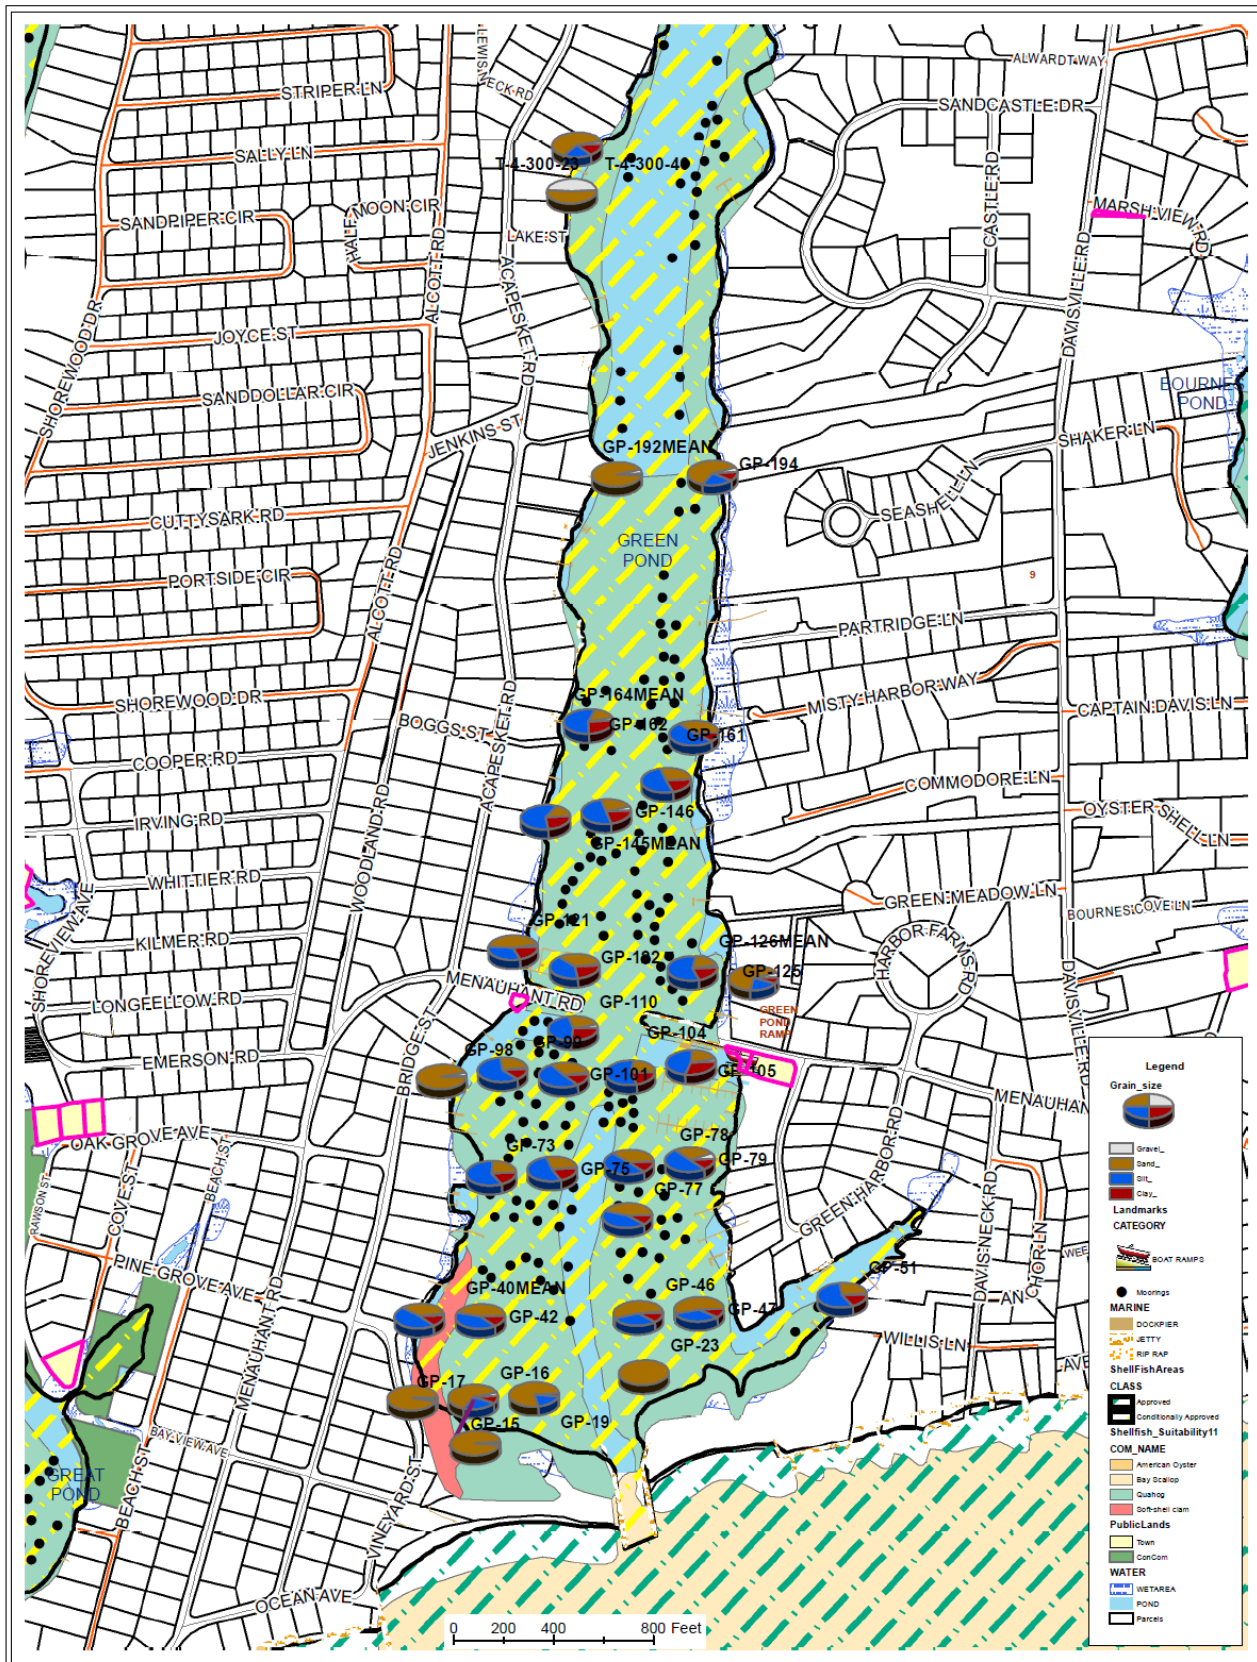 ALWARDT WAY
LEWIS NECK RD
STRIPER LN
SANDCASTLE DR
SALLY LN
T-4-300-23
T-4-300-40
CASTLE RD
SANDPIPER CIR
HALF MOON CIR
MARSH VIEW RD
LAKE ST
ALCOTT RD
ACAPESKET RD
DAVISVILLE RD
SHOREWOOD DR
JOYCE ST
BOURNES
POND
SANDDOLLAR CIR
JENKINS ST
GP-192MEAN
GP-194
SHAKER LN
SEASHELL LN
CUTTYSARK RD
GREEN
POND
PORTSIDE CIR
ALCOTT RD
9
PARTRIDGE LN
SHOREWOOD DR
GP-164MEAN
MISTY HARBOR WAY
CAPTAIN DAVIS LN
BOGGS ST
ACAPESKET RD
GP-162
GP-161
COOPER RD
COMMODORE LN
IRVING RD
WOODLAND RD
GP-146
GP-145MEAN
OYSTER SHELL LN
WHITTIER RD
SHOREVIEW AVE
GREEN MEADOW LN
BOURNES COVE LN
GP-121
KILMER RD
GP-126MEAN
HARBOR FARMS RD
GP-125
MENAUHANT RD
LONGFELLOW RD
GP-110
GREEN
POND
RAMP
DAVISVILLE RD
GP-104
EMERSON RD
BRIDGE ST
GP-98
GP-99
GP-101
GP-105
MENAUHAN
OAK GROVE AVE
BEACH ST
COVE ST
GP-73
GP-78
GP-75
GP-79
GP-77
GREEN HARBOR RD
DAVIS NECK RD
PINE GROVE AVE
MENAUHANT RD
GP-51
ANCHOR LN
GP-40MEAN
GP-46
GP-42
GP-47
GP-23
WILLIS LN
AVE
GP-17
GP-16
GP-15
GP-19
BAY VIEW AVE
GREAT
POND
BEACH ST
VINEYARD ST
OCEAN AVE
0 200 400 800 Feet
Legend
Grain_size
Gravel_
Sand_
Silt_
Clay_
Landmarks
CATEGORY
BOAT RAMPS
Moorings
MARINE
DOCKPIER
JETTY
RIP RAP
ShellFishAreas
CLASS
Approved
Conditionally Approved
Shellfish_Suitability11
COM_NAME
American Oyster
Bay Scallop
Quahog
Soft-shell clam
PublicLands
Town
ConCom
WATER
WETAREA
POND
Parcels